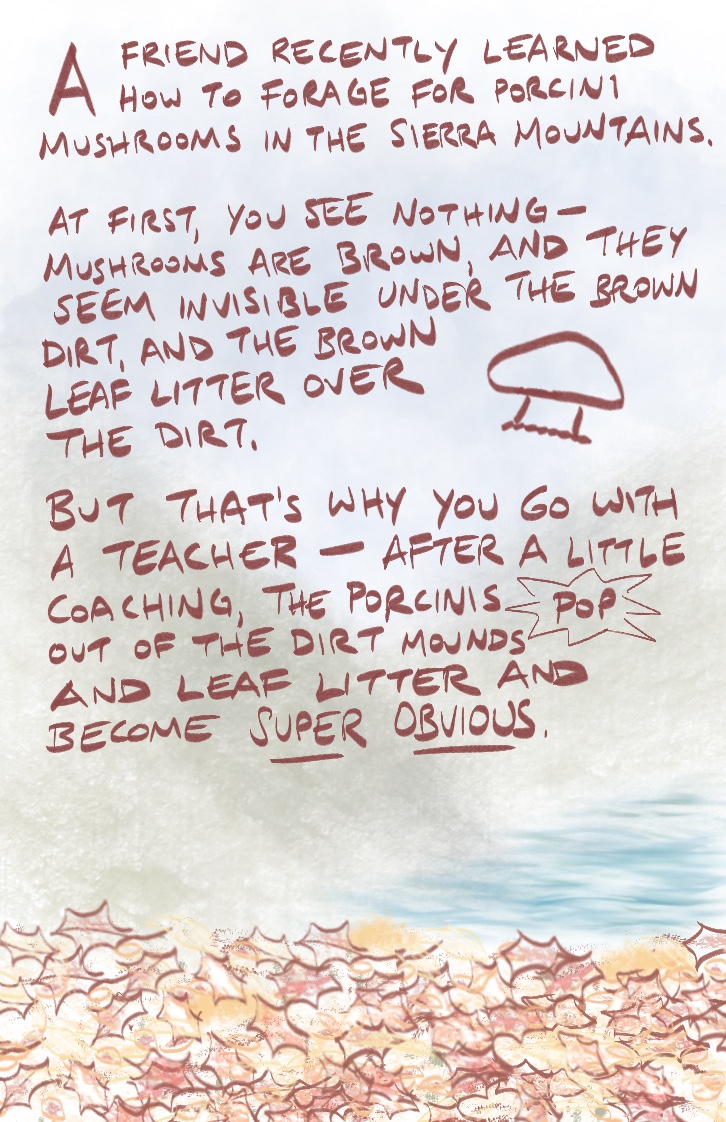 A FRIEND RECENTLY LEARNED
HOW TO FORAGE FOR PORCINI
MUSHROOMS IN THE SIERRA MOUNTAINS.
AT FIRST, YOU SEE NOTHING—
MUSHROOMS ARE BROWN, AND THEY
SEEM INVISIBLE UNDER THE BROWN
DIRT, AND THE BROWN
LEAF LITTER OVER
THE DIRT.
BUT THAT'S WHY YOU GO WITH
A TEACHER — AFTER A LITTLE
COACHING, THE PORCINIS POP
OUT OF THE DIRT MOUNDS
AND LEAF LITTER AND
BECOME SUPER OBVIOUS.